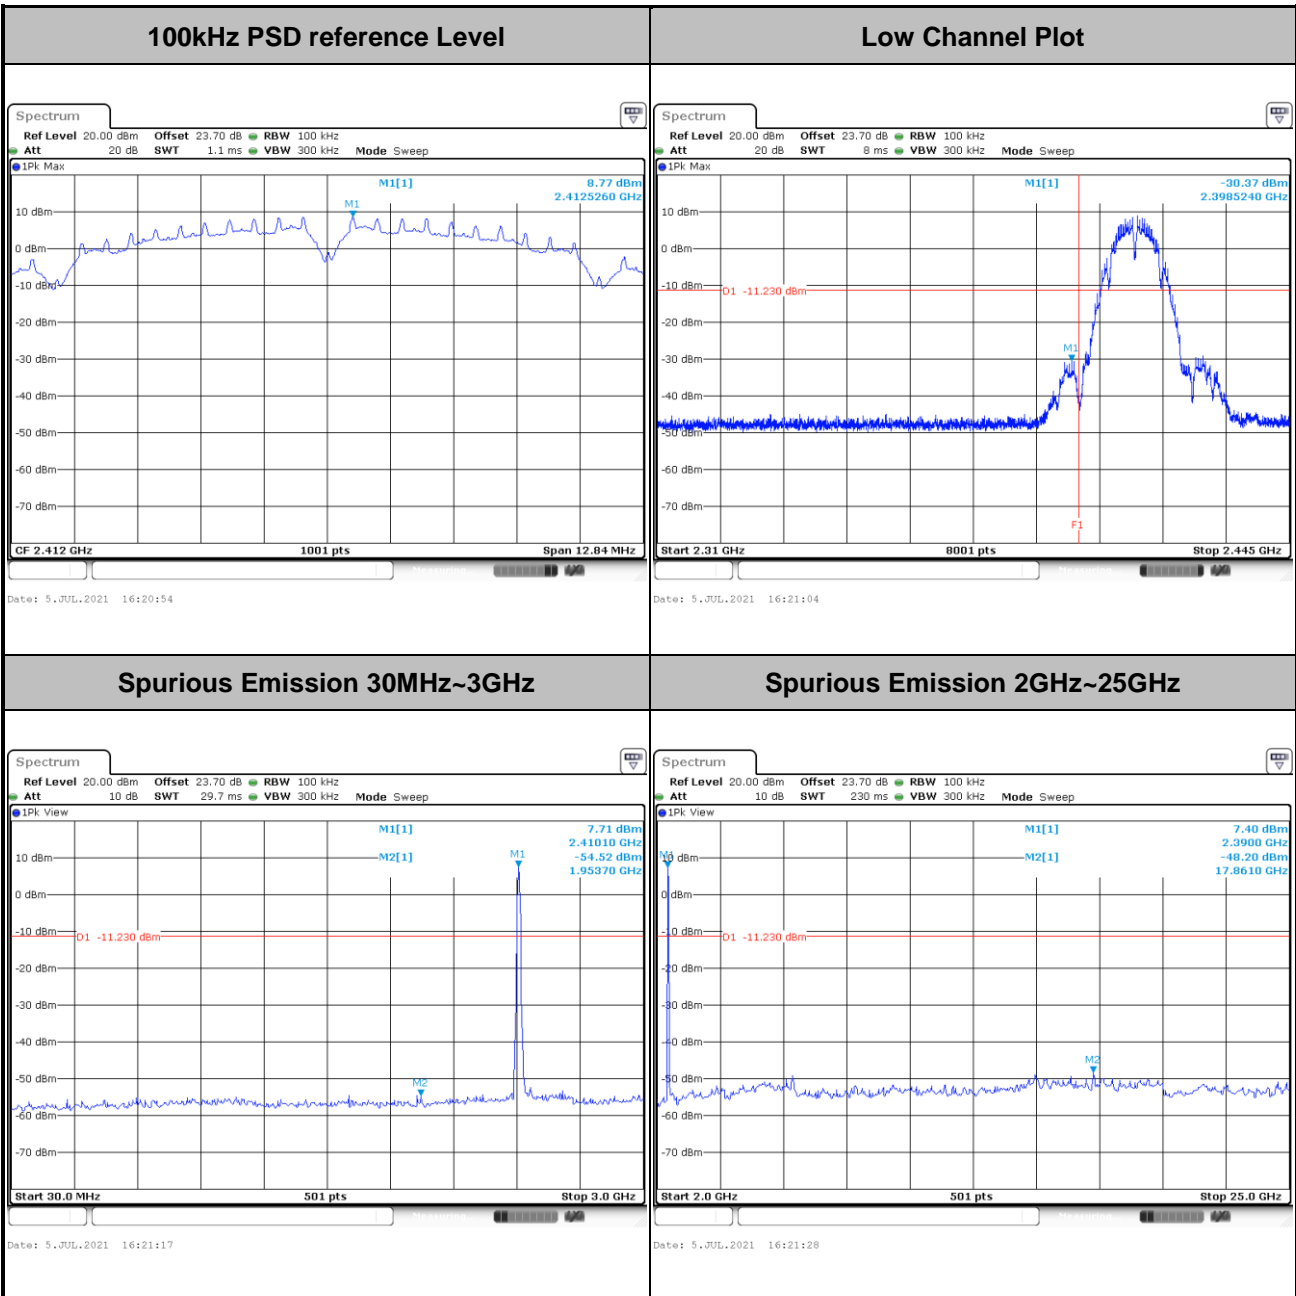 100kHz PSD reference Level
Spectrum
Ref Level 20.00 dBm Offset 23.70 dB RBW 100 kHz
Att 20 dB SWT 1.1 ms VBW 300 kHz Mode Sweep
1Pk Max
M1[1] 8.77 dBm
2.4125260 GHz
M1
10 dBm
0 dBm
-10 dBm
-20 dBm
-30 dBm
-40 dBm
-50 dBm
-60 dBm
-70 dBm
CF 2.412 GHz 1001 pts Span 12.84 MHz
Measuring
Date: 5.JUL.2021 16:20:54
Low Channel Plot
Spectrum
Ref Level 20.00 dBm Offset 23.70 dB RBW 100 kHz
Att 20 dB SWT 8 ms VBW 300 kHz Mode Sweep
1Pk Max
M1[1] -30.37 dBm
2.3985240 GHz
10 dBm
0 dBm
-10 dBm
D1 -11.230 dBm
-20 dBm
-30 dBm
M1
-40 dBm
-50 dBm
-60 dBm
-70 dBm
F1
Start 2.31 GHz 8001 pts Stop 2.445 GHz
Measuring
Date: 5.JUL.2021 16:21:04
Spurious Emission 30MHz~3GHz
Spectrum
Ref Level 20.00 dBm Offset 23.70 dB RBW 100 kHz
Att 10 dB SWT 29.7 ms VBW 300 kHz Mode Sweep
1Pk View
M1[1] 7.71 dBm
2.41010 GHz
M2[1] -54.52 dBm
1.95370 GHz
M1
10 dBm
0 dBm
-10 dBm
D1 -11.230 dBm
-20 dBm
-30 dBm
-40 dBm
-50 dBm
M2
-60 dBm
-70 dBm
Start 30.0 MHz 501 pts Stop 3.0 GHz
Date: 5.JUL.2021 16:21:17
Spurious Emission 2GHz~25GHz
Spectrum
Ref Level 20.00 dBm Offset 23.70 dB RBW 100 kHz
Att 10 dB SWT 230 ms VBW 300 kHz Mode Sweep
1Pk View
M1[1] 7.40 dBm
2.3900 GHz
M2[1] -48.20 dBm
17.8610 GHz
M1
10 dBm
0 dBm
-10 dBm
D1 -11.230 dBm
-20 dBm
-30 dBm
-40 dBm
M2
-50 dBm
-60 dBm
-70 dBm
Start 2.0 GHz 501 pts Stop 25.0 GHz
Date: 5.JUL.2021 16:21:28